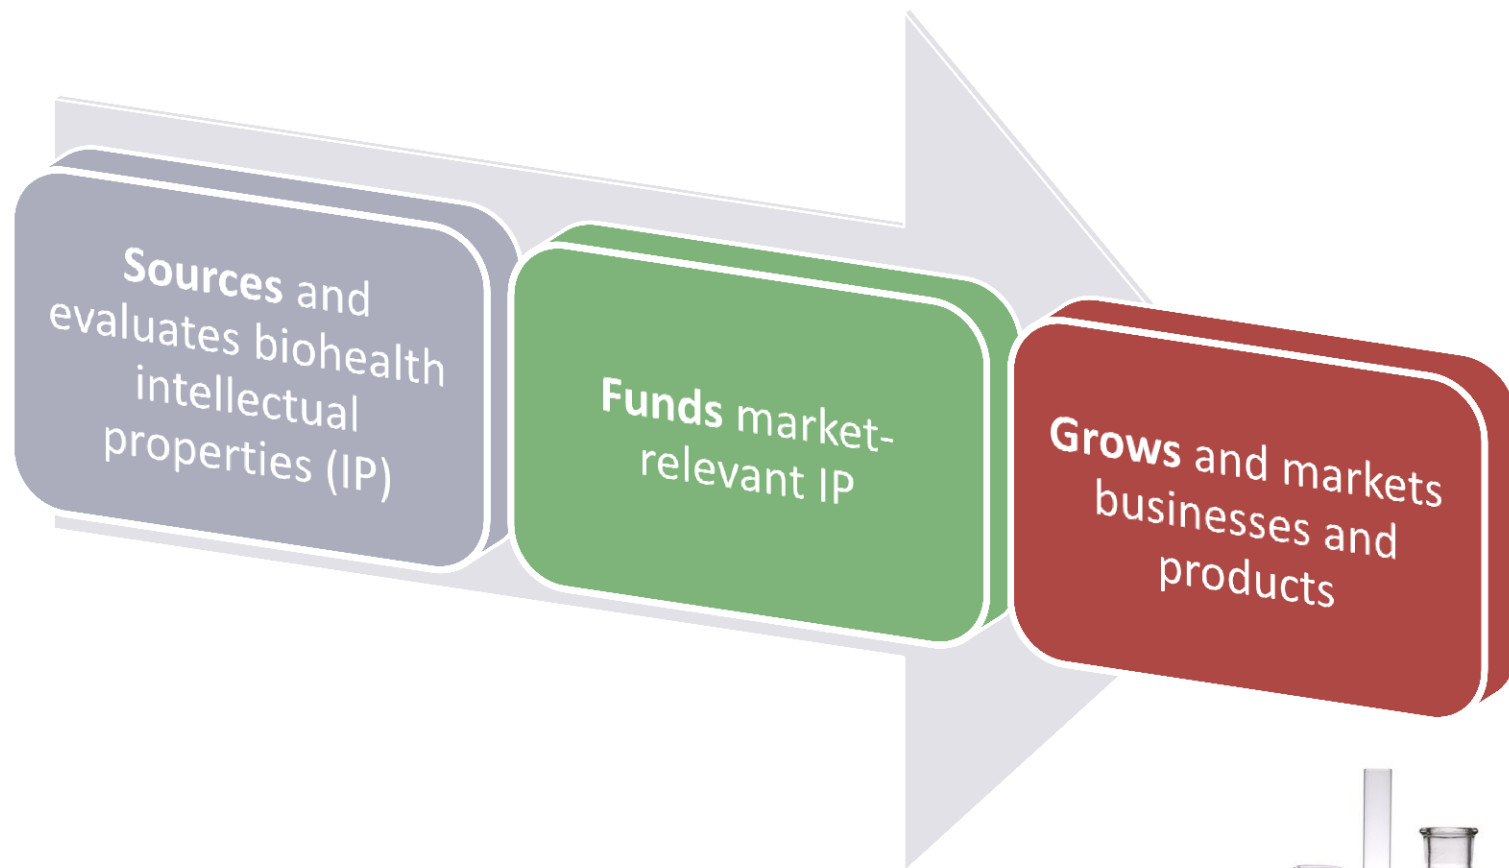 Sources and
evaluates biohealth
intellectual
properties (IP)
Funds market-
relevant IP
Grows and markets
businesses and
products